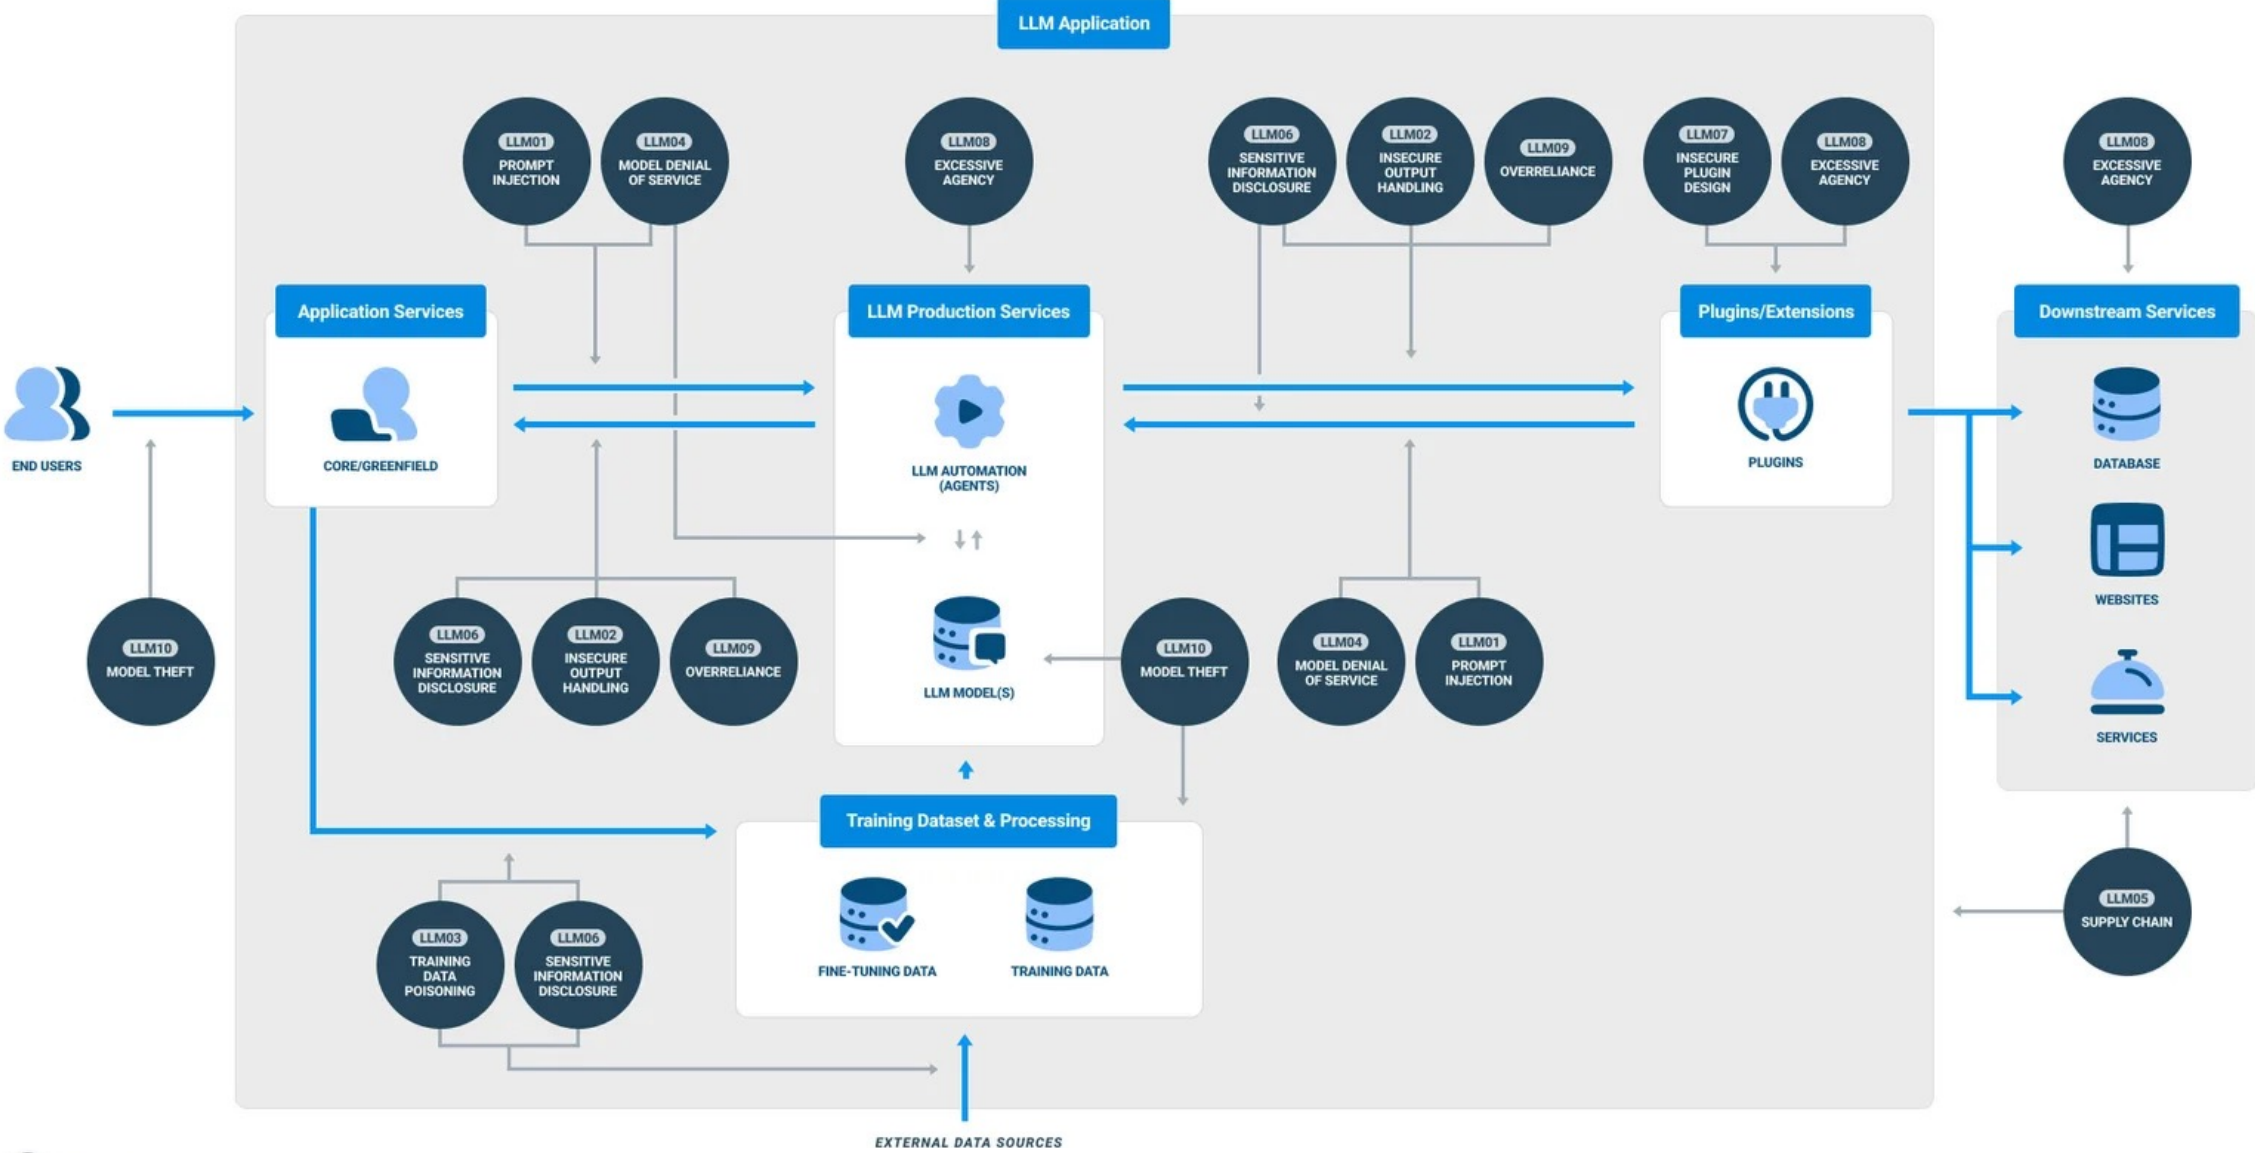 LLM Application
LLM01
PROMPT
INJECTION
LLM04
MODEL DENIAL
OF SERVICE
LLM08
EXCESSIVE
AGENCY
LLM06
SENSITIVE
INFORMATION
DISCLOSURE
LLM02
INSECURE
OUTPUT
HANDLING
LLM09
OVERRELIANCE
LLM07
INSECURE
PLUGIN
DESIGN
LLM08
EXCESSIVE
AGENCY
LLM08
EXCESSIVE
AGENCY
Application Services
LLM Production Services
Plugins/Extensions
Downstream Services
END USERS
CORE/GREENFIELD
LLM AUTOMATION
(AGENTS)
PLUGINS
DATABASE
WEBSITES
LLM10
MODEL THEFT
LLM06
SENSITIVE
INFORMATION
DISCLOSURE
LLM02
INSECURE
OUTPUT
HANDLING
LLM09
OVERRELIANCE
LLM MODEL(S)
LLM10
MODEL THEFT
LLM04
MODEL DENIAL
OF SERVICE
LLM01
PROMPT
INJECTION
SERVICES
Training Dataset & Processing
LLM03
TRAINING
DATA
POISONING
LLM06
SENSITIVE
INFORMATION
DISCLOSURE
FINE-TUNING DATA
TRAINING DATA
LLM05
SUPPLY CHAIN
EXTERNAL DATA SOURCES